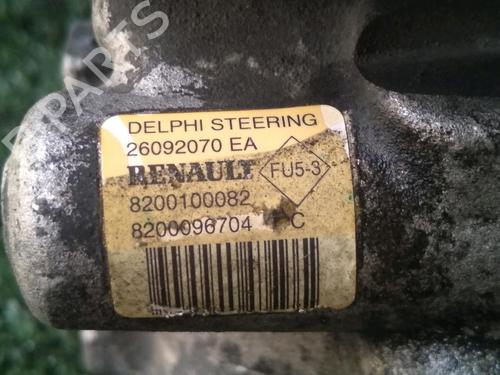 DELPHI STEERING
26092070 EA
RENAULT FU5-3
8200100082
8200096704 C